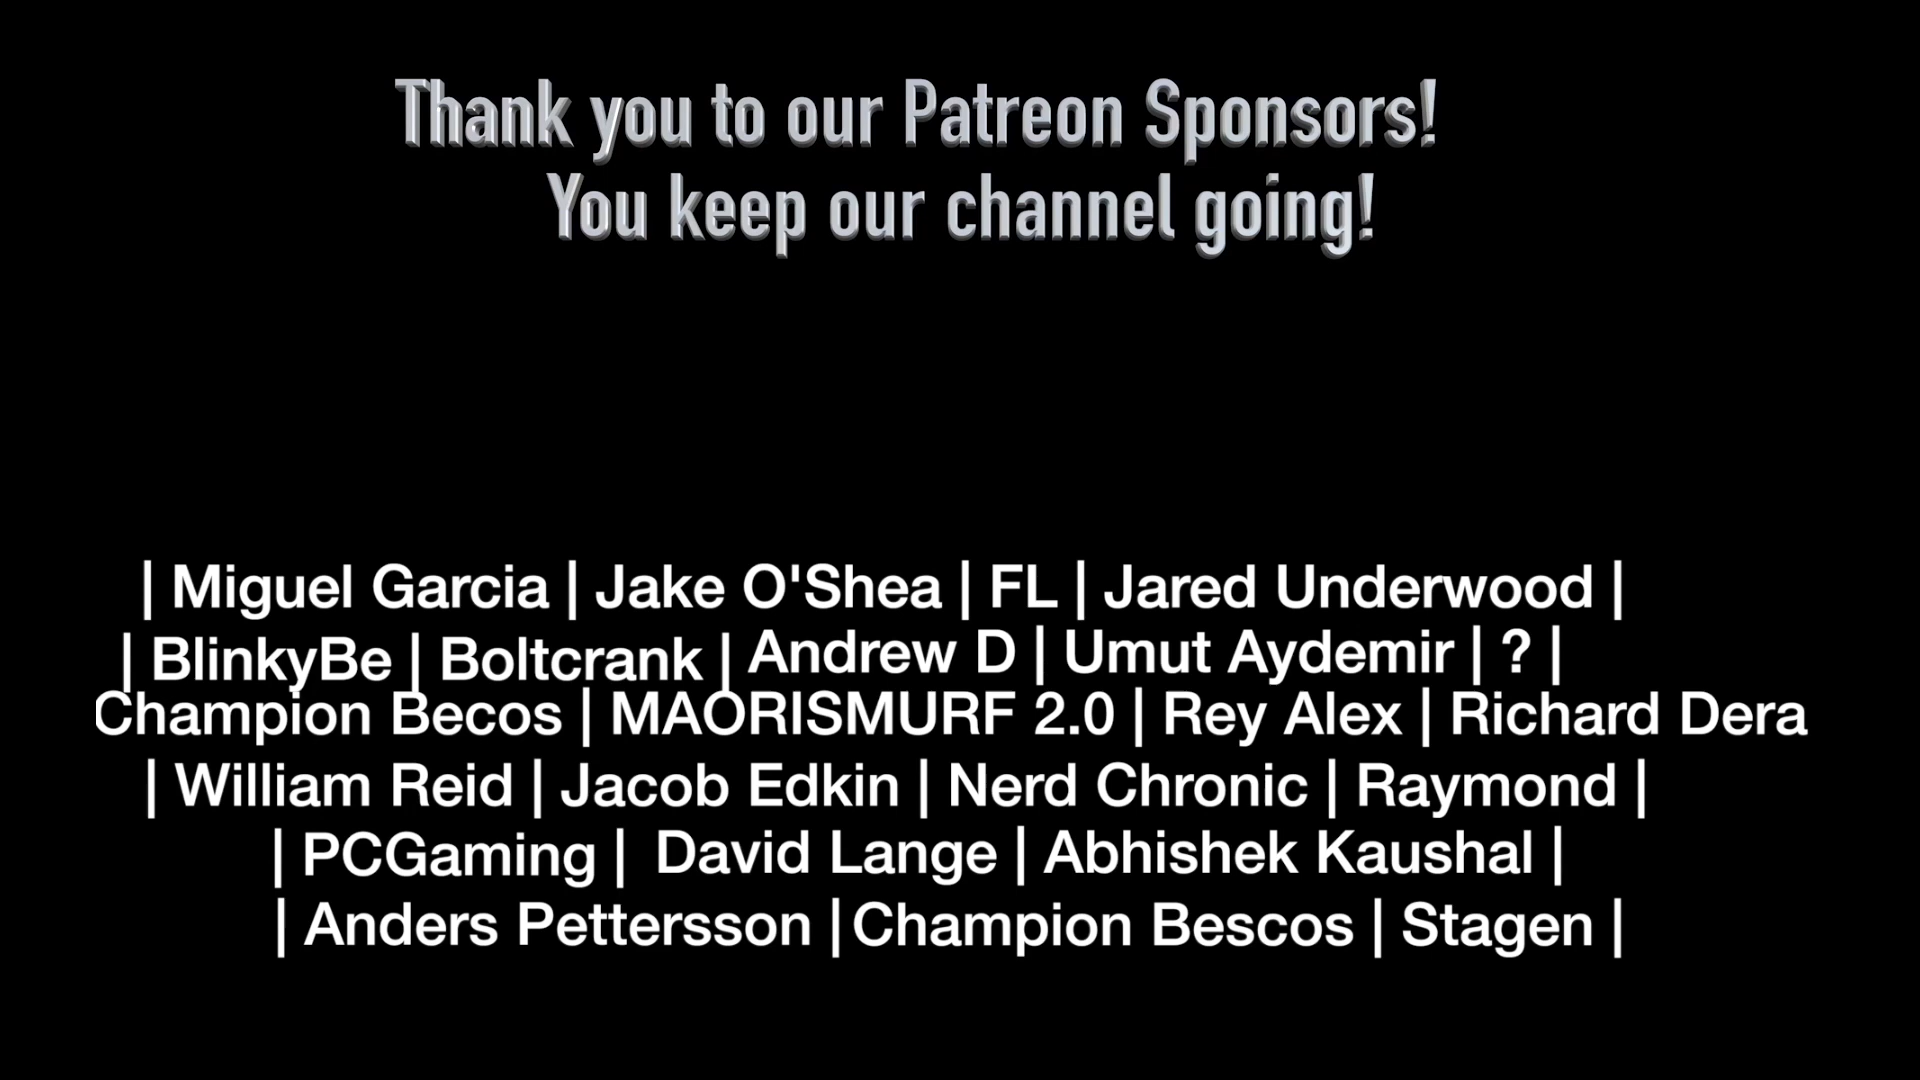 Thank you to our Patreon Sponsors!
You keep our channel going!
| Miguel Garcia | Jake O'Shea | FL | Jared Underwood |
| BlinkyBe | Boltcrank | Andrew D | Umut Aydemir | ? |
Champion Becos | MAORISMURF 2.0 | Rey Alex | Richard Dera
| William Reid | Jacob Edkin | Nerd Chronic | Raymond |
| PCGaming | David Lange | Abhishek Kaushal |
| Anders Pettersson | Champion Bescos | Stagen |